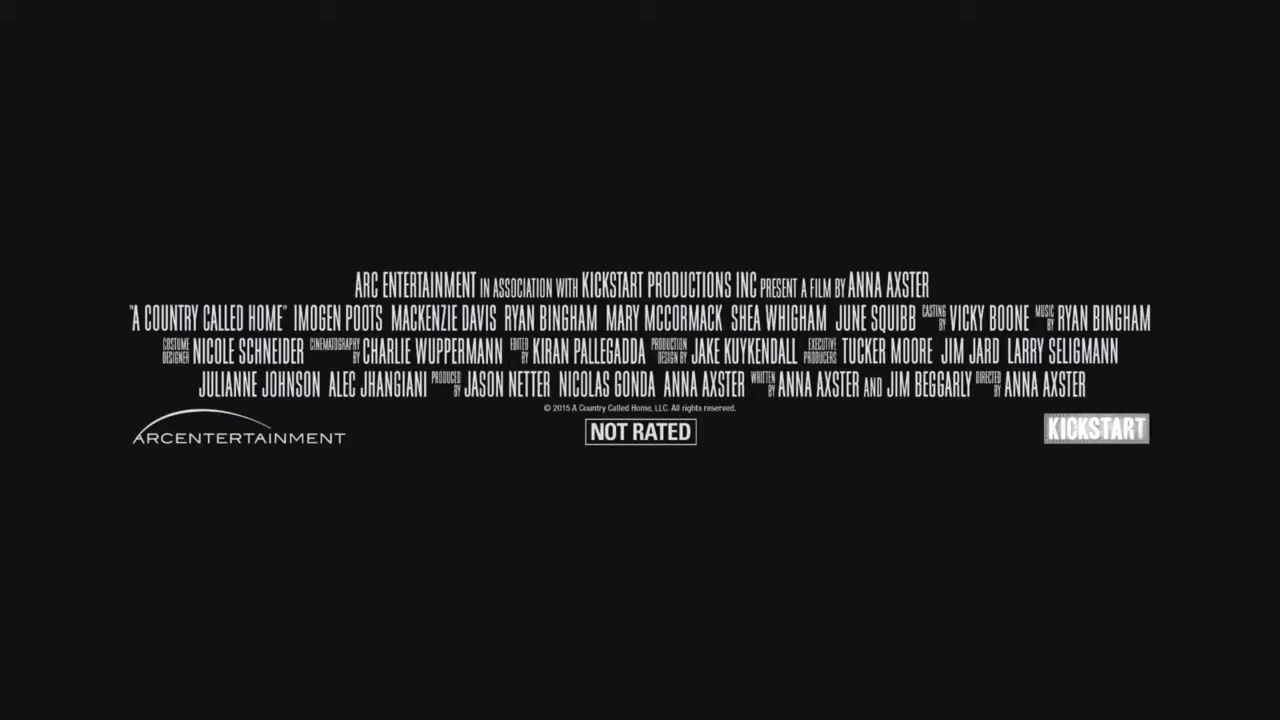 ARC ENTERTAINMENT IN ASSOCIATION WITH KICKSTART PRODUCTIONS INC PRESENT A FILM BY ANNA AXSTER
"A COUNTRY CALLED HOME" IMOGEN POOTS MACKENZIE DAVIS RYAN BINGHAM MARY MCCORMACK SHEA WHIGHAM JUNE SQUIBB CASTING BY VICKY BOONE MUSIC BY RYAN BINGHAM
COSTUME DESIGNER NICOLE SCHNEIDER CINEMATOGRAPHY BY CHARLIE WUPPERMANN EDITED BY KIRAN PALLEGADDA PRODUCTION DESIGN BY JAKE KUYKENDALL EXECUTIVE PRODUCERS TUCKER MOORE JIM JARD LARRY SELIGMANN
JULIANNE JOHNSON ALEC JHANGIANI PRODUCED BY JASON NETTER NICOLAS GONDA ANNA AXSTER WRITTEN BY ANNA AXSTER AND JIM BEGGARLY DIRECTED BY ANNA AXSTER
© 2015 A Country Called Home, LLC. All rights reserved.
ARCENTERTAINMENT NOT RATED KICKSTART